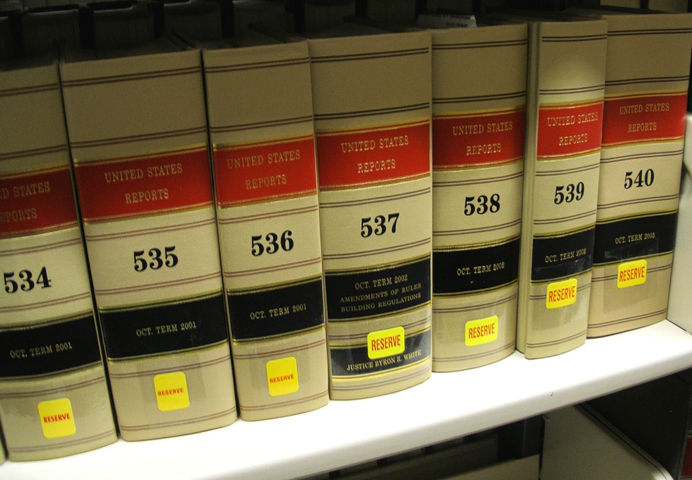 D STATES
PORTS
534
OCT. TERM 2001
RESERVE
UNITED STATES
REPORTS
535
OCT. TERM 2001
RESERVE
UNITED STATES
REPORTS
536
OCT. TERM 2001
RESERVE
UNITED STATES
REPORTS
537
OCT. TERM 2002
AMENDMENTS OF RULES
BUILDING REGULATIONS
RESERVE
JUSTICE BYRON R. WHITE
UNITED STATES
REPORTS
538
OCT. TERM 2002
RESERVE
UNITED STATES
REPORTS
539
OCT. TERM 2002
RESERVE
UNITED STATES
REPORTS
540
OCT. TERM 2003
RESERVE